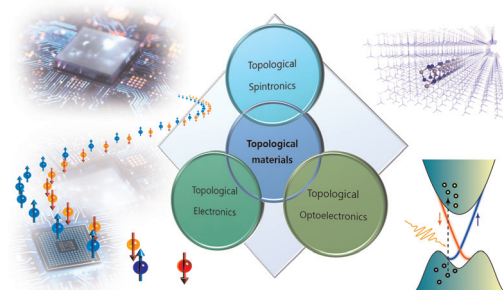 Topological
Spintronics
Topological
materials
Topological
Electronics
Topological
Optoelectronics